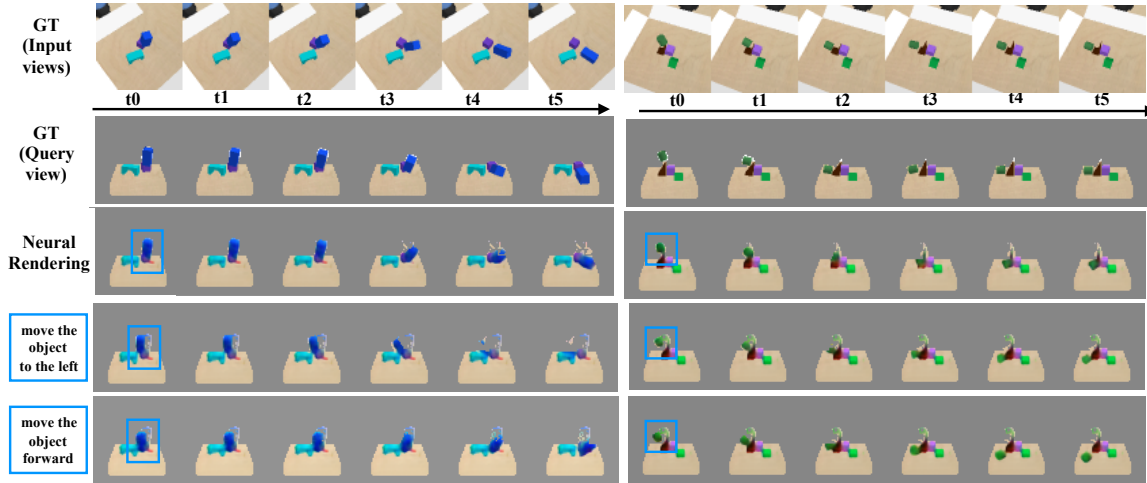 GT
(Input
views)
t0 t1 t2 t3 t4 t5
t0 t1 t2 t3 t4 t5
GT
(Query
view)
Neural
Rendering
move the
object
to the left
move the
object
forward